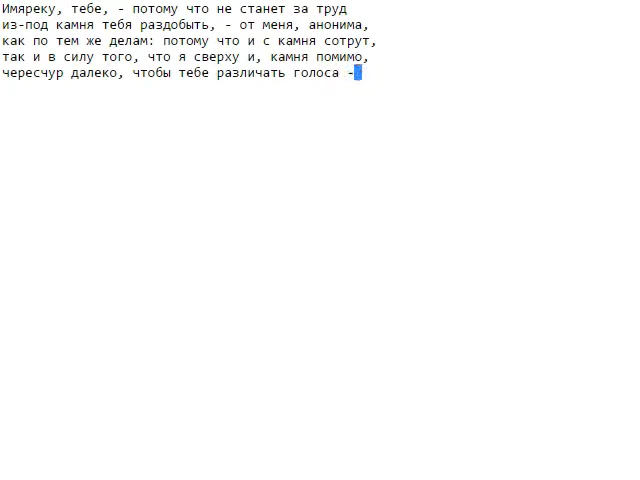 Имяреку, тебе, - потому что не станет за труд
из-под камня тебя раздобыть, - от меня, анонима,
как по тем же делам: потому что и с камня сотрут,
так и в силу того, что я сверху и, камня помимо,
чересчур далеко, чтобы тебе различать голоса -